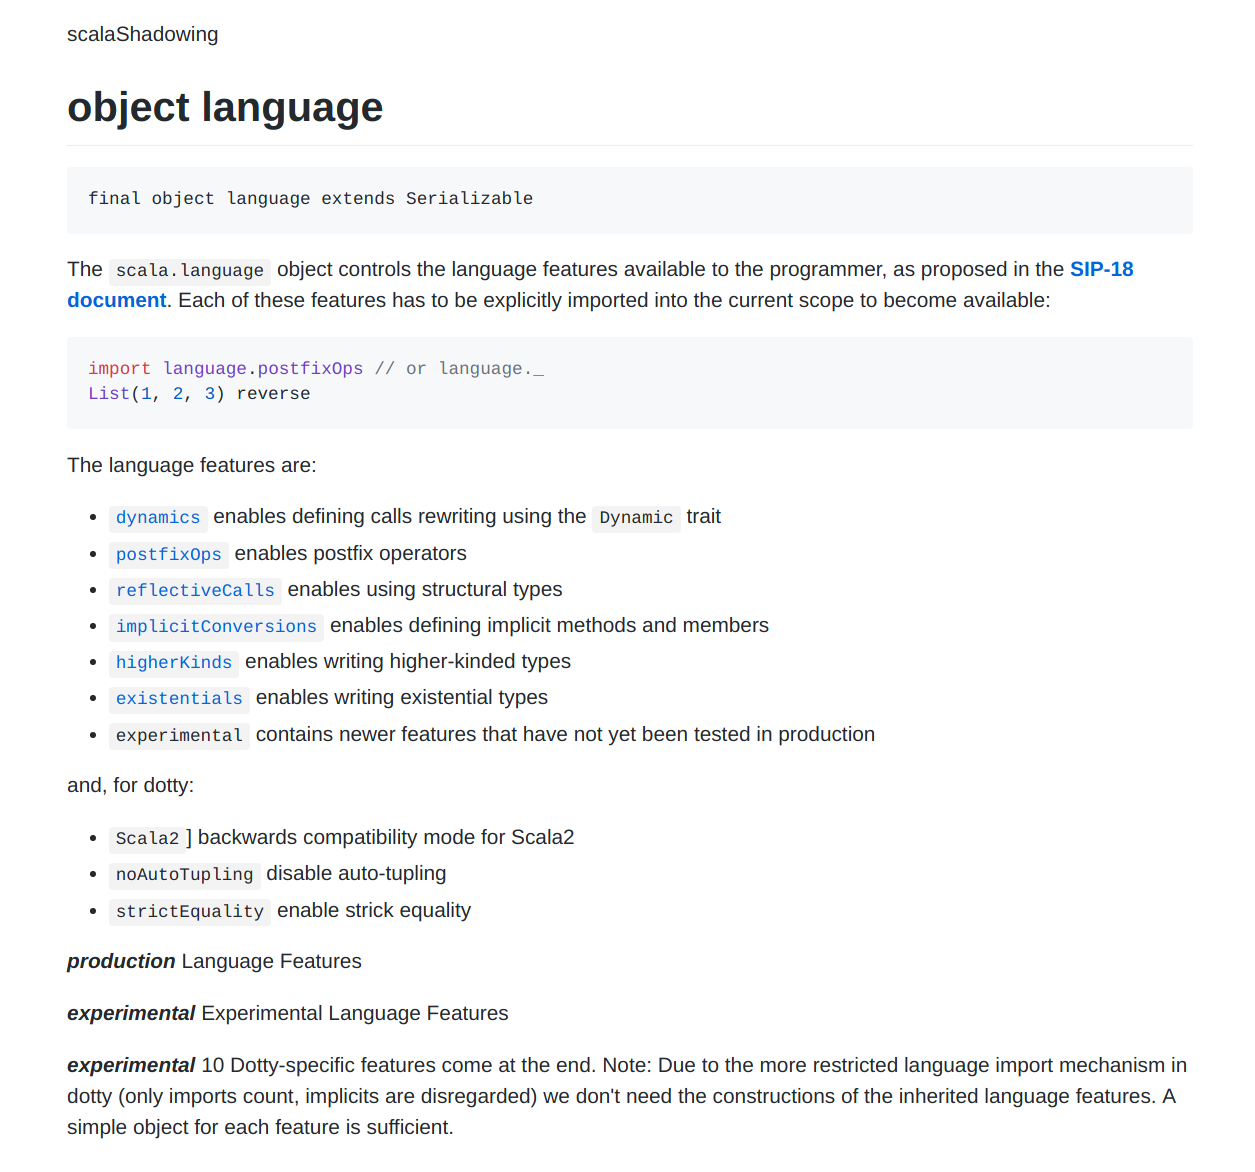 scalaShadowing
object language
final object language extends Serializable
The scala.language object controls the language features available to the programmer, as proposed in the SIP-18
document. Each of these features has to be explicitly imported into the current scope to become available:
import language.postfixOps // or language._
List(1, 2, 3) reverse
The language features are:
• dynamics enables defining calls rewriting using the Dynamic trait
• postfixOps enables postfix operators
• reflectiveCalls enables using structural types
• implicitConversions enables defining implicit methods and members
• higherKinds enables writing higher-kinded types
• existentials enables writing existential types
• experimental contains newer features that have not yet been tested in production
and, for dotty:
• Scala2 ] backwards compatibility mode for Scala2
• noAutoTupling disable auto-tupling
• strictEquality enable strick equality
production Language Features
experimental Experimental Language Features
experimental 10 Dotty-specific features come at the end. Note: Due to the more restricted language import mechanism in
dotty (only imports count, implicits are disregarded) we don't need the constructions of the inherited language features. A
simple object for each feature is sufficient.